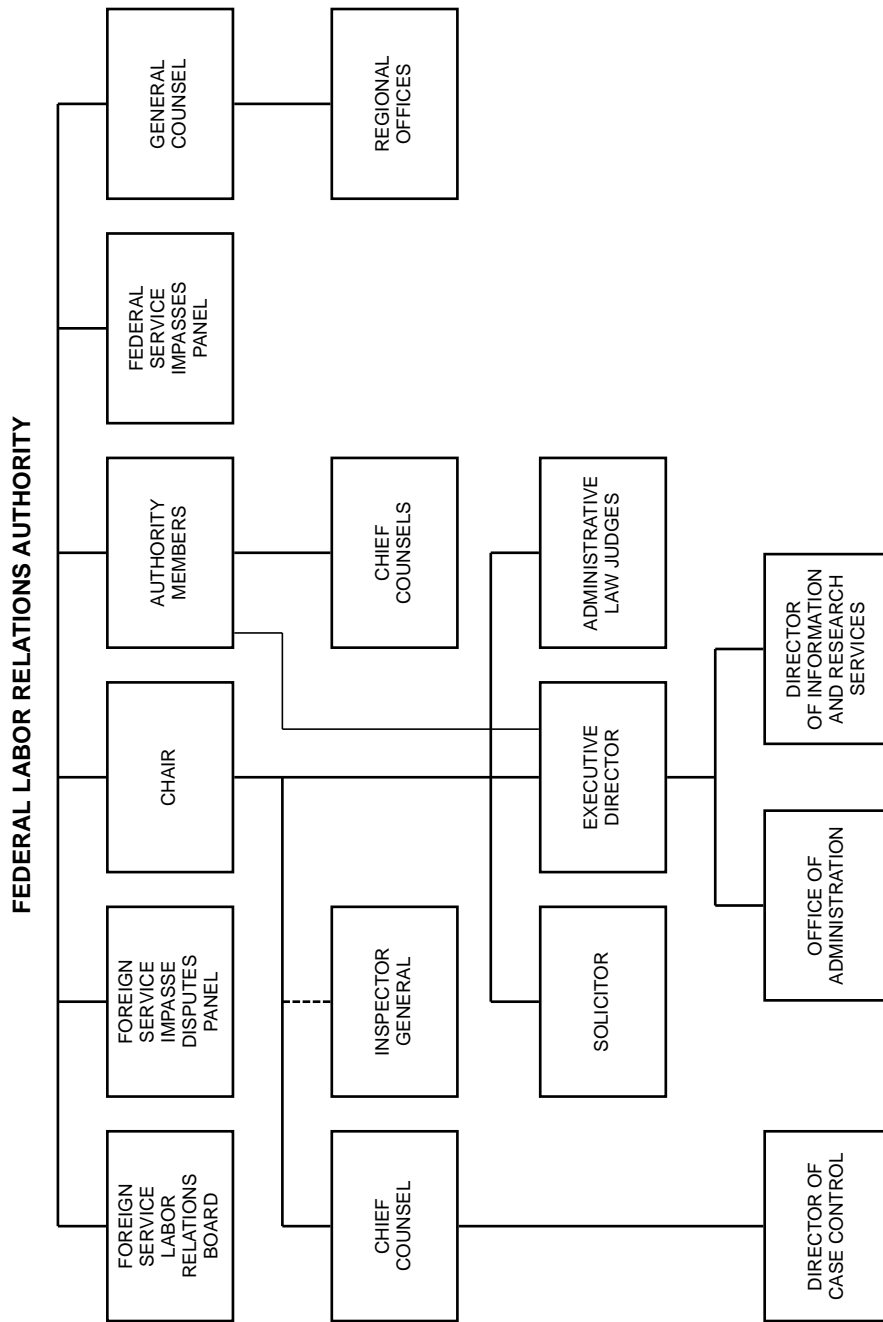 FEDERAL LABOR RELATIONS AUTHORITY
FOREIGN
SERVICE
LABOR
RELATIONS
BOARD
FOREIGN
SERVICE
IMPASSE
DISPUTES
PANEL
CHAIR
AUTHORITY
MEMBERS
FEDERAL
SERVICE
IMPASSES
PANEL
GENERAL
COUNSEL
CHIEF
COUNSEL
INSPECTOR
GENERAL
CHIEF
COUNSELS
REGIONAL
OFFICES
SOLICITOR
EXECUTIVE
DIRECTOR
ADMINISTRATIVE
LAW JUDGES
DIRECTOR OF
CASE CONTROL
OFFICE OF
ADMINISTRATION
DIRECTOR
OF INFORMATION
AND RESEARCH
SERVICES